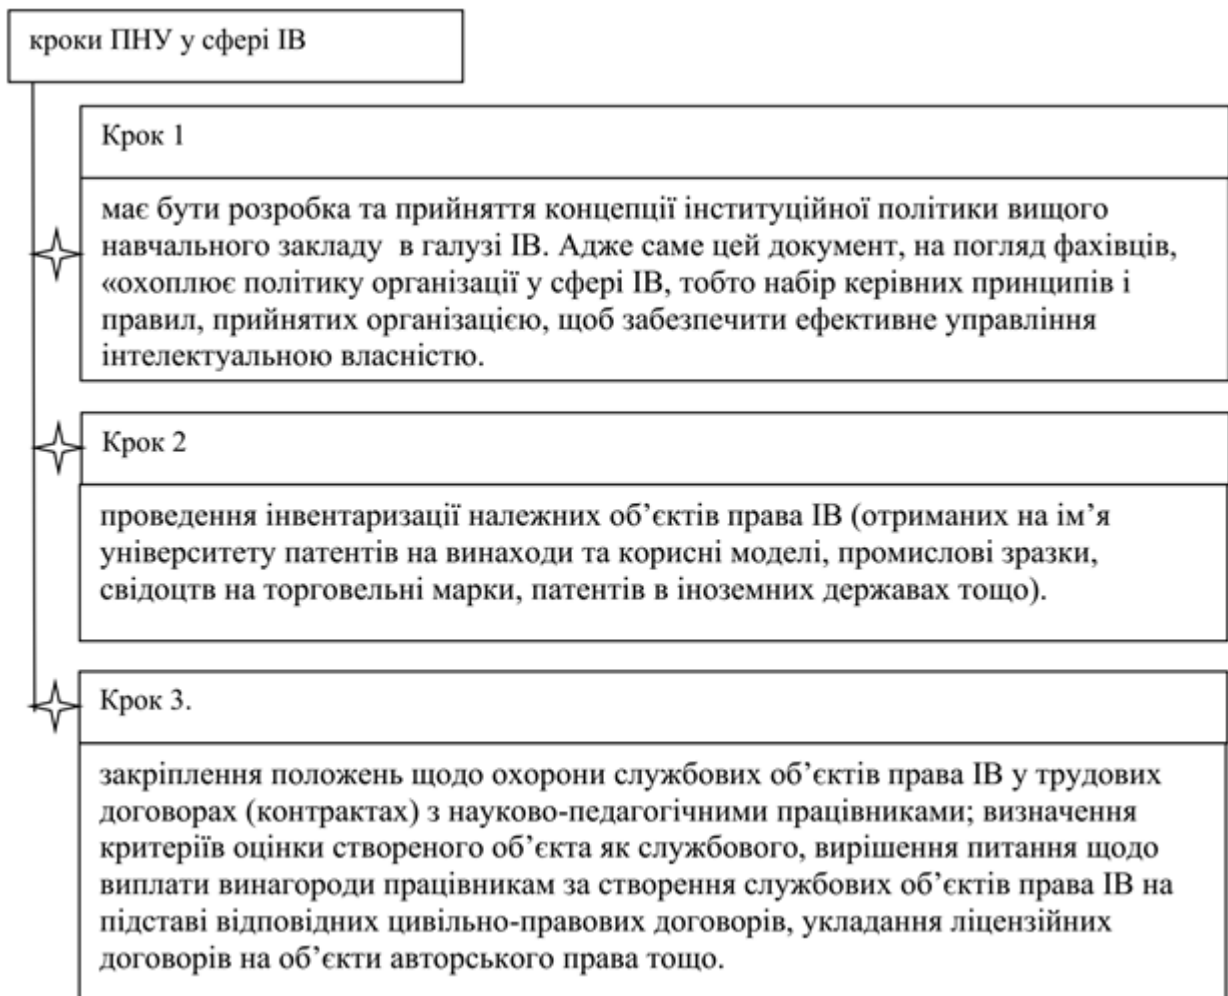 кроки ПНУ у сфері ІВ
Крок 1
має бути розробка та прийняття концепції інституційної політики вищого
навчального закладу в галузі ІВ. Адже саме цей документ, на погляд фахівців,
«охоплює політику організації у сфері ІВ, тобто набір керівних принципів і
правил, прийнятих організацією, щоб забезпечити ефективне управління
інтелектуальною власністю.
Крок 2
проведення інвентаризації належних об’єктів права ІВ (отриманих на ім’я
університету патентів на винаходи та корисні моделі, промислові зразки,
свідоцтв на торговельні марки, патентів в іноземних державах тощо).
Крок 3.
закріплення положень щодо охорони службових об’єктів права ІВ у трудових
договорах (контрактах) з науково-педагогічними працівниками; визначення
критеріїв оцінки створеного об’єкта як службового, вирішення питання щодо
виплати винагороди працівникам за створення службових об’єктів права ІВ на
підставі відповідних цивільно-правових договорів, укладання ліцензійних
договорів на об’єкти авторського права тощо.